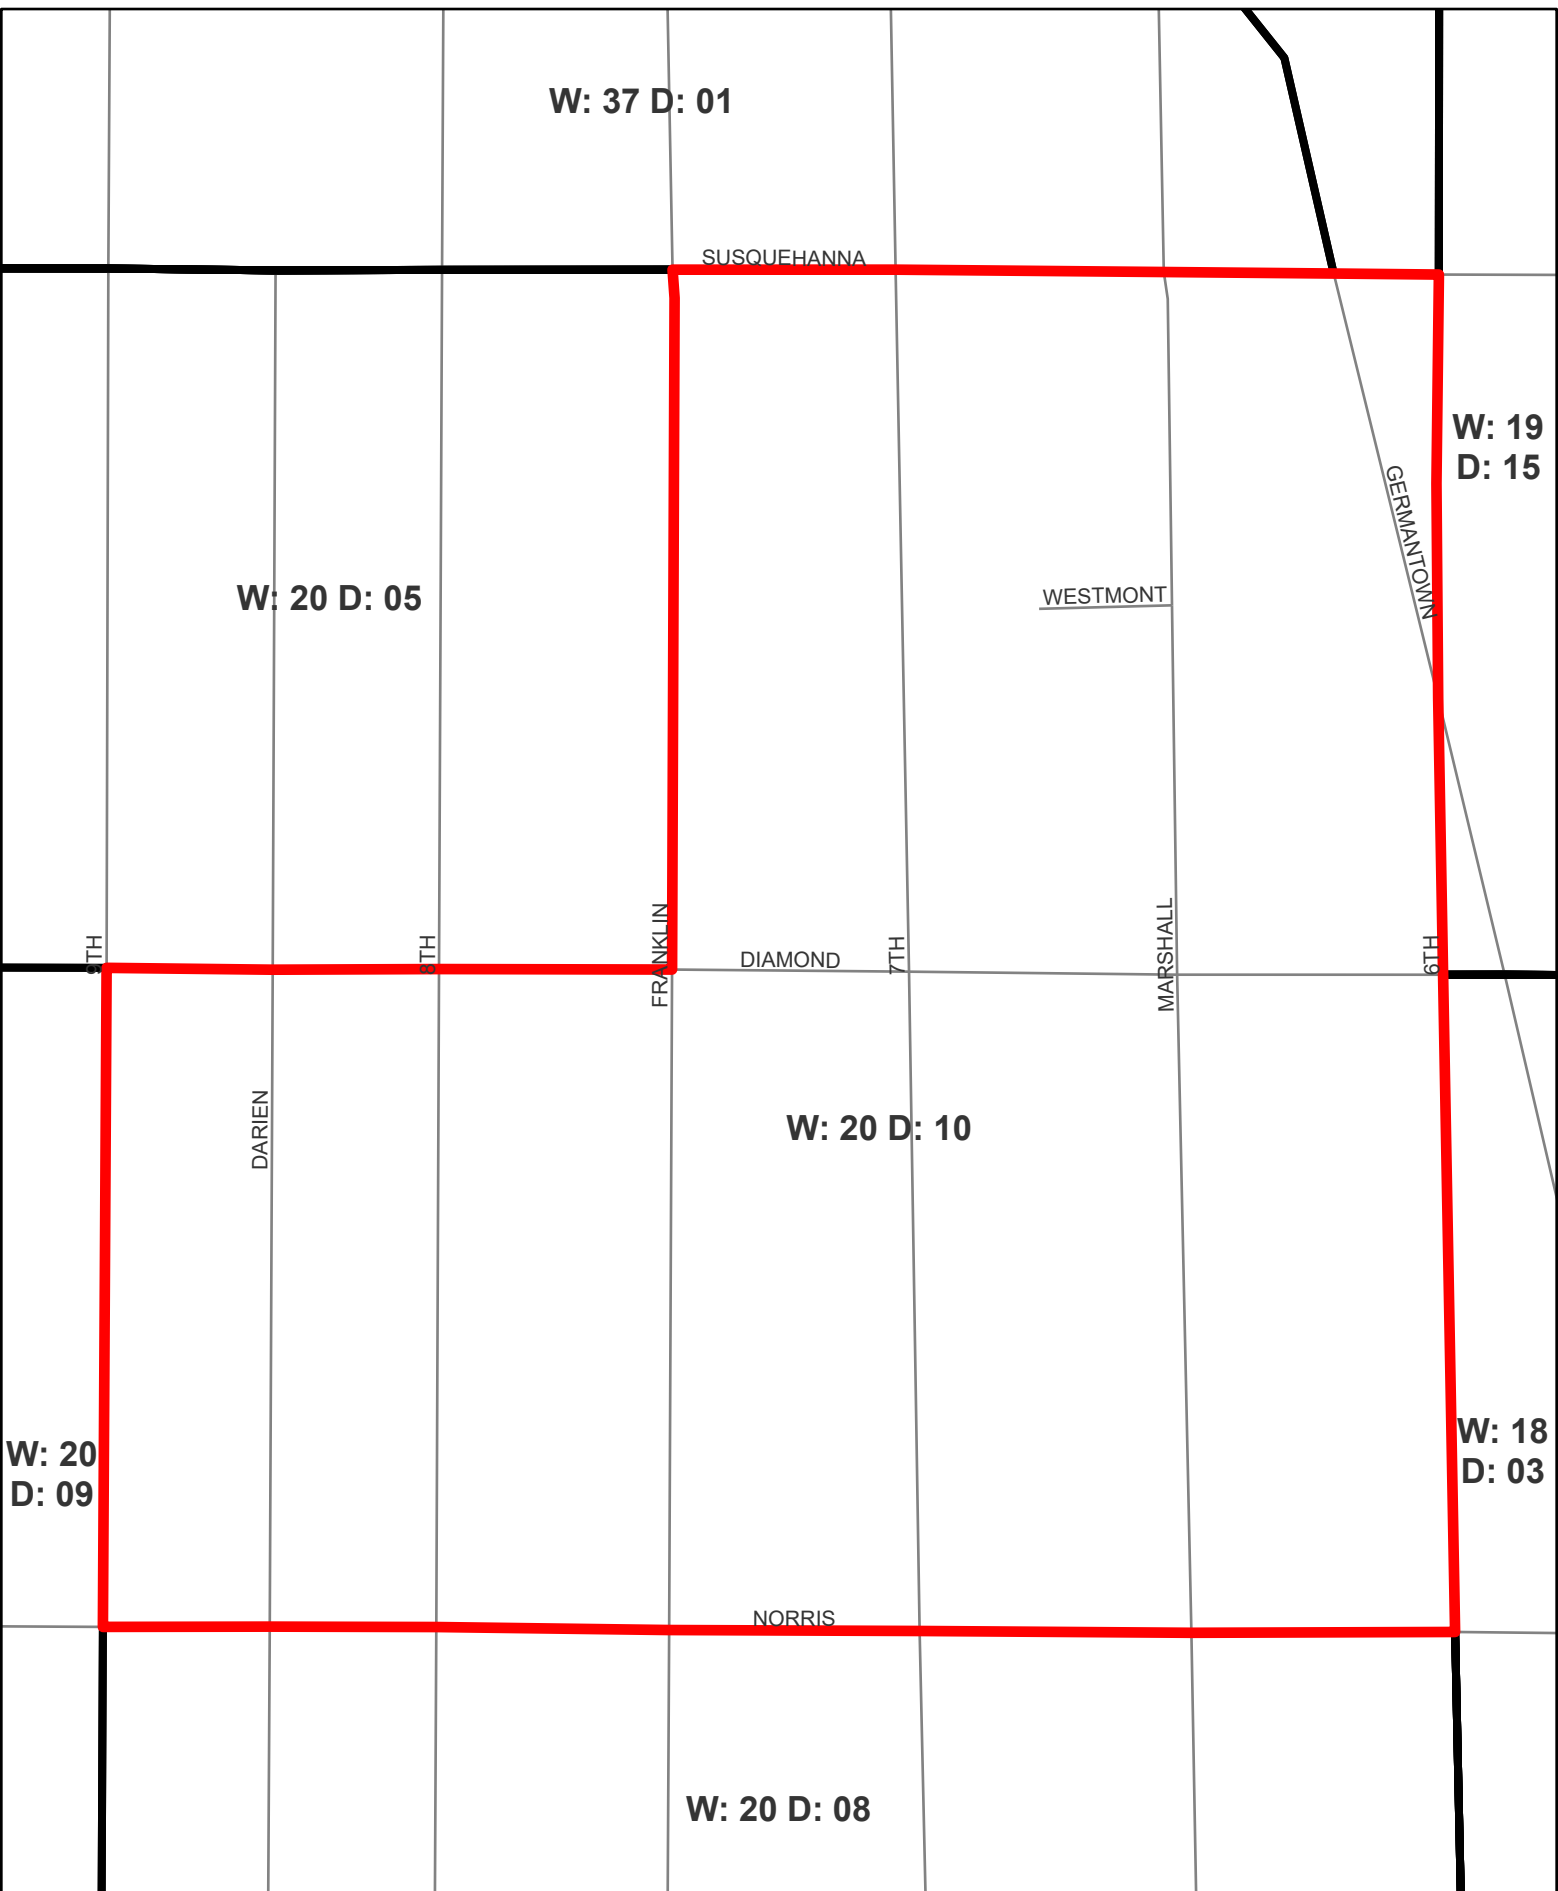 W: 37 D: 01
SUSQUEHANNA
W: 19
D: 15
GERMANTOWN
W: 20 D: 05
WESTMONT
9TH
8TH
FRANKLIN
DIAMOND
7TH
MARSHALL
6TH
DARIEN
W: 20 D: 10
W: 20
D: 09
W: 18
D: 03
NORRIS
W: 20 D: 08